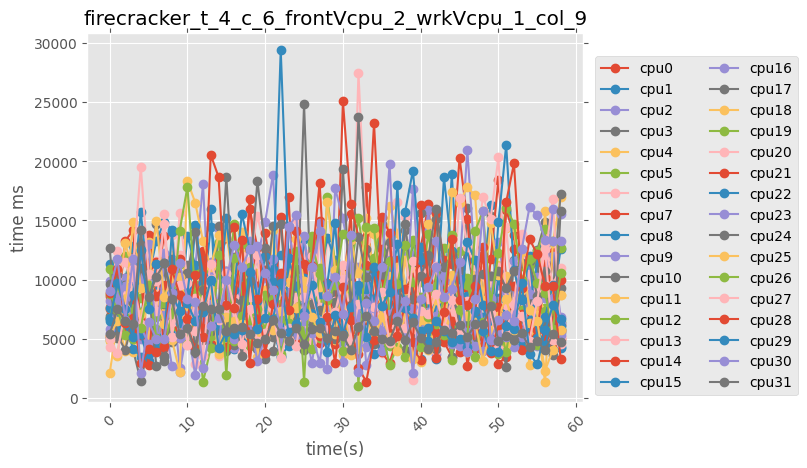 firecracker_t_4_c_6_frontVcpu_2_wrkVcpu_1_col_9
30000
25000
20000
15000
10000
5000
0
time ms
0
10
20
30
40
50
60
time(s)
cpu0
cpu1
cpu2
cpu3
cpu4
cpu5
cpu6
cpu7
cpu8
cpu9
cpu10
cpu11
cpu12
cpu13
cpu14
cpu15
cpu16
cpu17
cpu18
cpu19
cpu20
cpu21
cpu22
cpu23
cpu24
cpu25
cpu26
cpu27
cpu28
cpu29
cpu30
cpu31